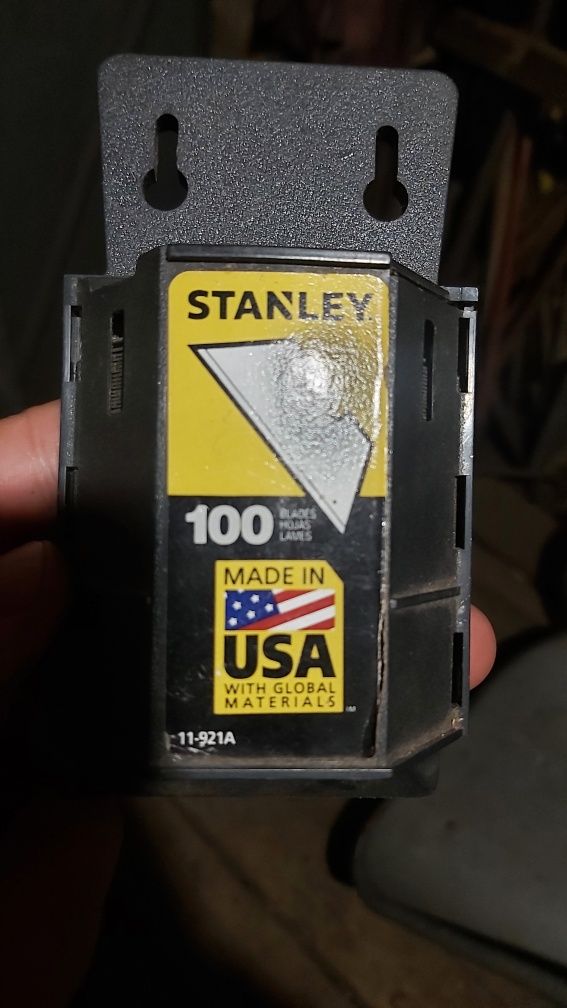 STANLEY
100
BLADES
HOJAS
LAMES
MADE IN
USA
WITH GLOBAL
MATERIALS
11-921A